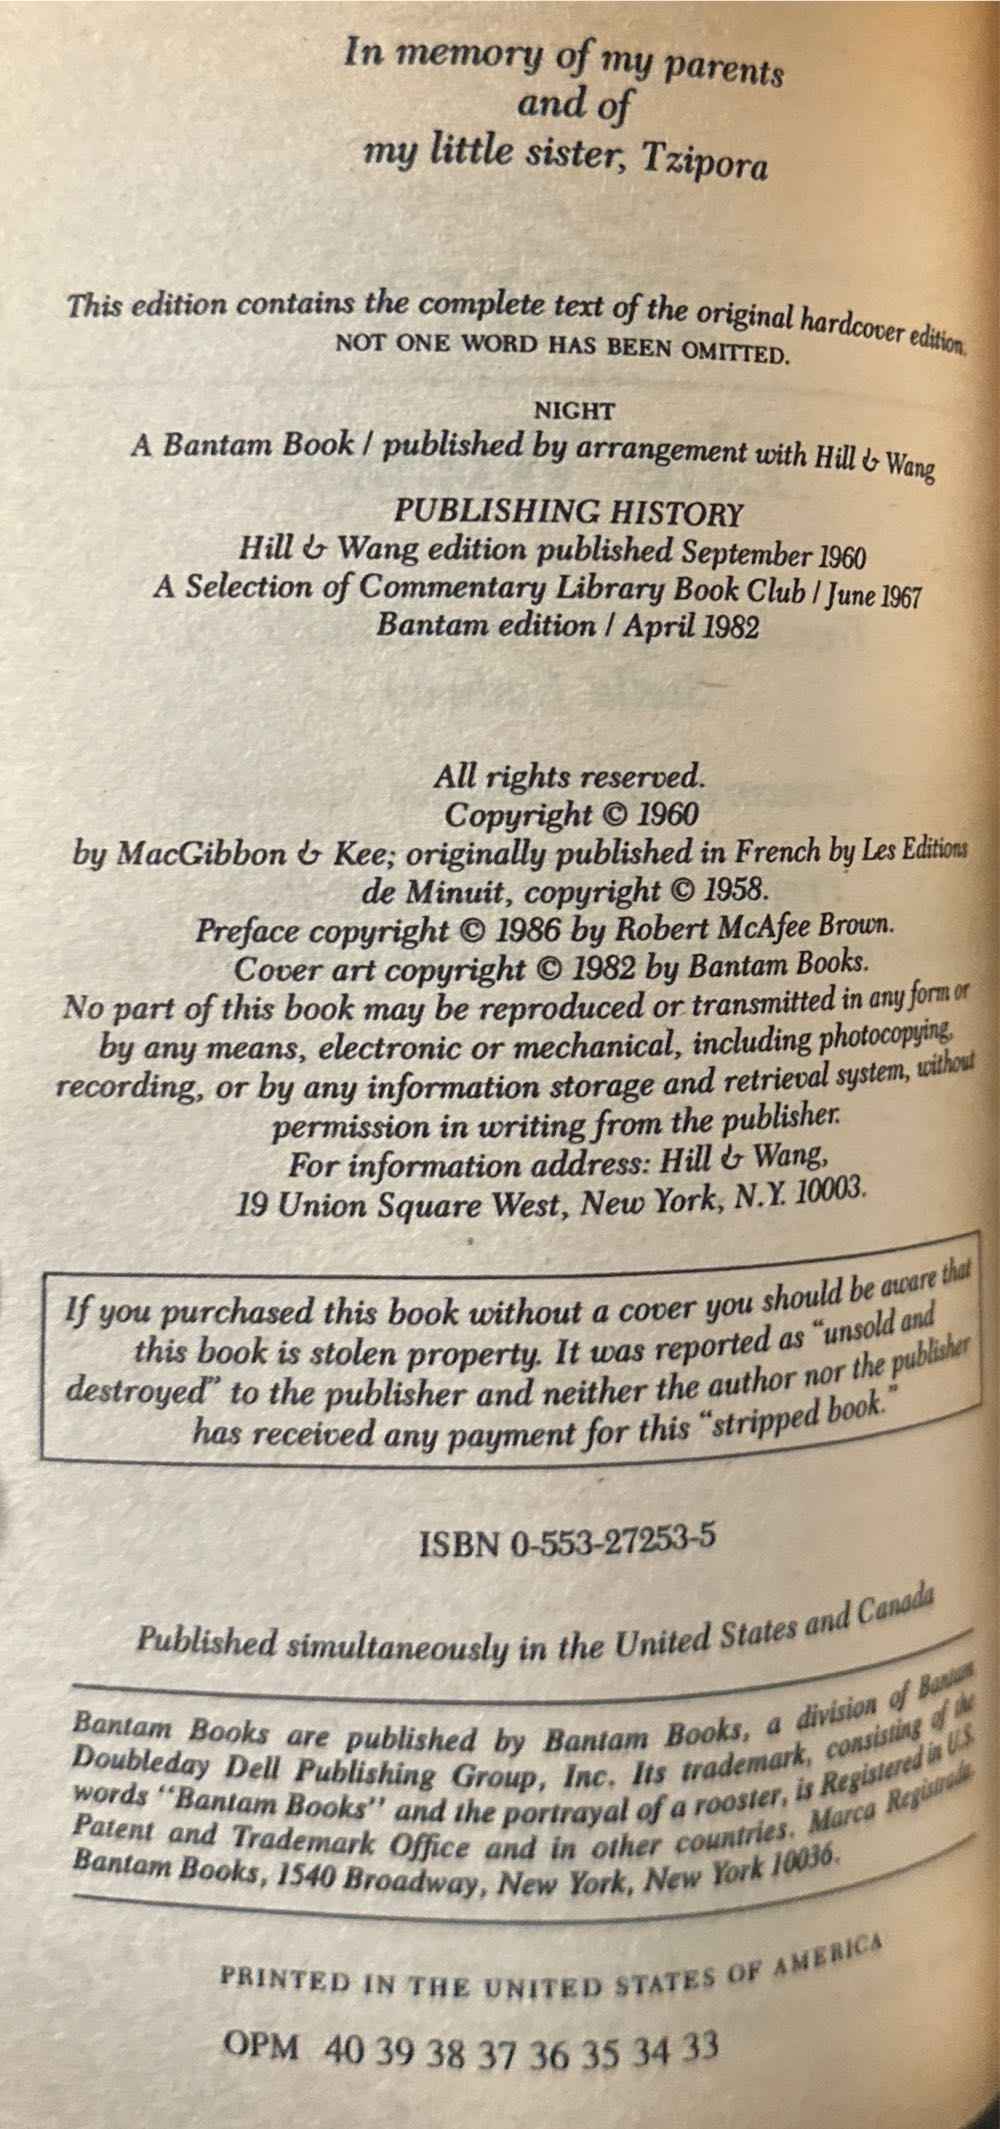 In memory of my parents
and of
my little sister, Tzipora
This edition contains the complete text of the original hardcover edition.
NOT ONE WORD HAS BEEN OMITTED.
NIGHT
A Bantam Book / published by arrangement with Hill & Wang
PUBLISHING HISTORY
Hill & Wang edition published September 1960
A Selection of Commentary Library Book Club / June 1967
Bantam edition / April 1982
All rights reserved.
Copyright © 1960
by MacGibbon & Kee; originally published in French by Les Editions
de Minuit, copyright © 1958.
Preface copyright © 1986 by Robert McAfee Brown.
Cover art copyright © 1982 by Bantam Books.
No part of this book may be reproduced or transmitted in any form or
by any means, electronic or mechanical, including photocopying,
recording, or by any information storage and retrieval system, without
permission in writing from the publisher.
For information address: Hill & Wang,
19 Union Square West, New York, N.Y. 10003.
If you purchased this book without a cover you should be aware that
this book is stolen property. It was reported as "unsold and
destroyed" to the publisher and neither the author nor the publisher
has received any payment for this "stripped book."
ISBN 0-553-27253-5
Published simultaneously in the United States and Canada
Bantam Books are published by Bantam Books, a division of Bantam
Doubleday Dell Publishing Group, Inc. Its trademark, consisting of the
words "Bantam Books" and the portrayal of a rooster, is Registered in U.S.
Patent and Trademark Office and in other countries. Marca Registrada.
Bantam Books, 1540 Broadway, New York, New York 10036.
PRINTED IN THE UNITED STATES OF AMERICA
OPM 40 39 38 37 36 35 34 33